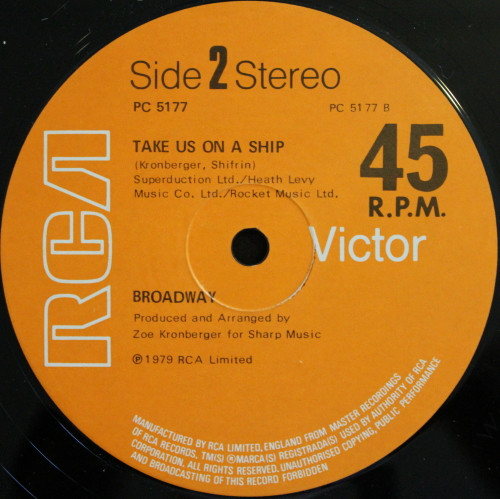 Side 2 Stereo
PC 5177
PC 5177 B
TAKE US ON A SHIP
(Kronberger, Shifrin)
Superduction Ltd./Heath Levy
Music Co. Ltd./Rocket Music Ltd.
45
R.P.M.
RCA
Victor
BROADWAY
Produced and Arranged by
Zoe Kronberger for Sharp Music
℗ 1979 RCA Limited
MANUFACTURED BY RCA LIMITED, ENGLAND FROM MASTER RECORDINGS
OF RCA RECORDS. TM(S) ® MARCA(S) REGISTRADA(S) USED BY AUTHORITY OF RCA
CORPORATION. ALL RIGHTS RESERVED. UNAUTHORISED COPYING, PUBLIC PERFORMANCE
AND BROADCASTING OF THIS RECORD FORBIDDEN